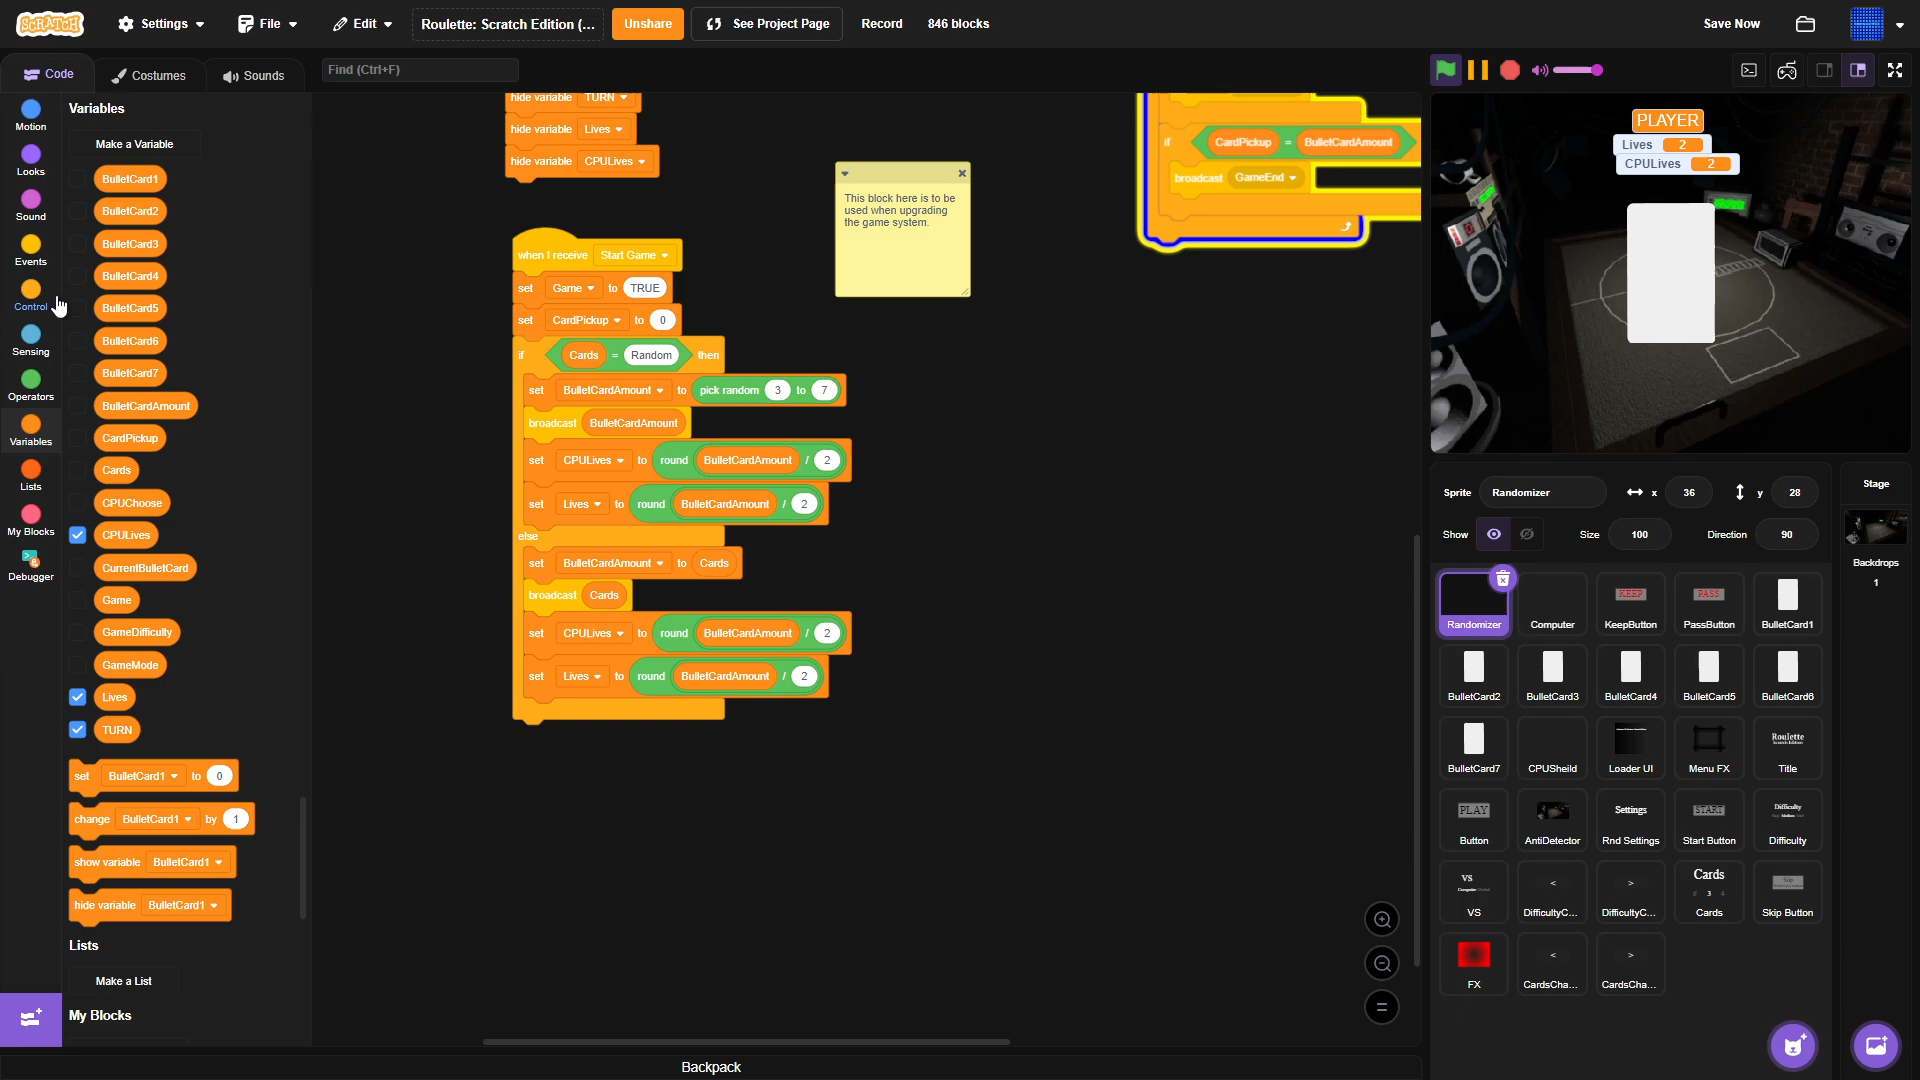 SCRATCH Settings File Edit Roulette: Scratch Edition (... Unshare See Project Page Record 846 blocks Save Now
Code Costumes Sounds Find (Ctrl+F)
Motion
Looks
Sound
Events
Control
Sensing
Operators
Variables
Lists
My Blocks
Debugger
Variables
Make a Variable
BulletCard1
BulletCard2
BulletCard3
BulletCard4
BulletCard5
BulletCard6
BulletCard7
BulletCardAmount
CardPickup
Cards
CPUChoose
CPULives
CurrentBulletCard
Game
GameDifficulty
GameMode
Lives
TURN
set BulletCard1 to 0
change BulletCard1 by 1
show variable BulletCard1
hide variable BulletCard1
Lists
Make a List
My Blocks
hide variable TURN
hide variable Lives
hide variable CPULives
when I receive Start Game
set Game to TRUE
set CardPickup to 0
if Cards = Random then
set BulletCardAmount to pick random 3 to 7
broadcast BulletCardAmount
set CPULives to round BulletCardAmount / 2
set Lives to round BulletCardAmount / 2
else
set BulletCardAmount to Cards
broadcast Cards
set CPULives to round BulletCardAmount / 2
set Lives to round BulletCardAmount / 2
This block here is to be
used when upgrading
the game system.
if CardPickup = BulletCardAmount
broadcast GameEnd
Backpack
PLAYER
Lives 2
CPULives 2
Sprite Randomizer x 36 y 28
Show Size 100 Direction 90
Stage
Backdrops
1
KEEP PASS
Randomizer Computer KeepButton PassButton BulletCard1
BulletCard2 BulletCard3 BulletCard4 BulletCard5 BulletCard6
Roulette
Scratch Edition
BulletCard7 CPUSheild Loader UI Menu FX Title
PLAY Settings START Difficulty
Button AntiDetector Rnd Settings Start Button Difficulty
VS < > Cards Skip
# 3 4
VS DifficultyC... DifficultyC... Cards Skip Button
< >
FX CardsCha... CardsCha...